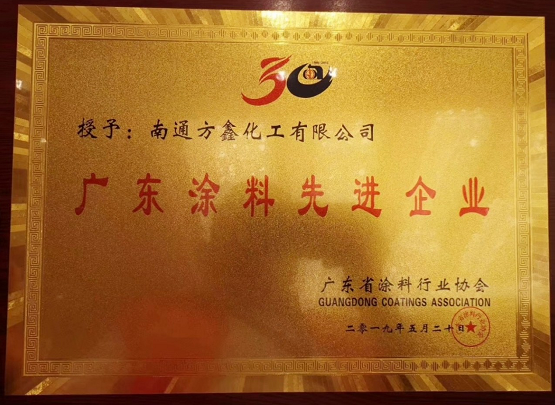 30
授予：南通方鑫化工有限公司
广东涂料先进企业
广东省涂料行业协会
GUANGDONG COATINGS ASSOCIATION
二零一九年五月二十日